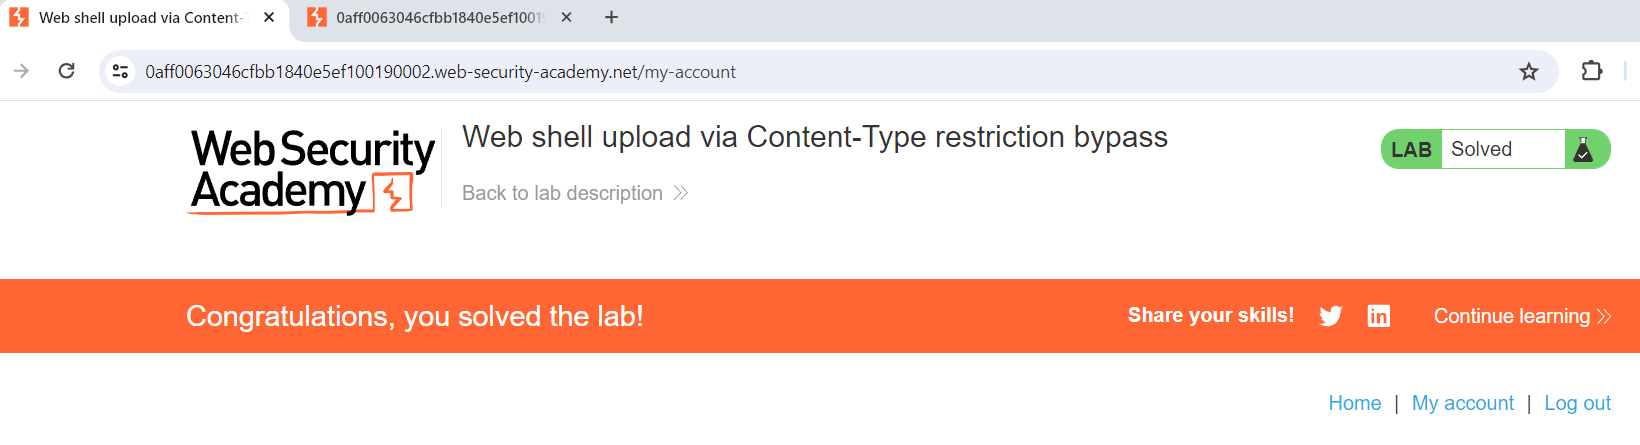 Web shell upload via Content-T
0aff0063046cfbb1840e5ef10019
0aff0063046cfbb1840e5ef100190002.web-security-academy.net/my-account
Web Security
Academy
Web shell upload via Content-Type restriction bypass
Back to lab description
LAB Solved
Congratulations, you solved the lab!
Share your skills!
in
Continue learning
Home | My account | Log out